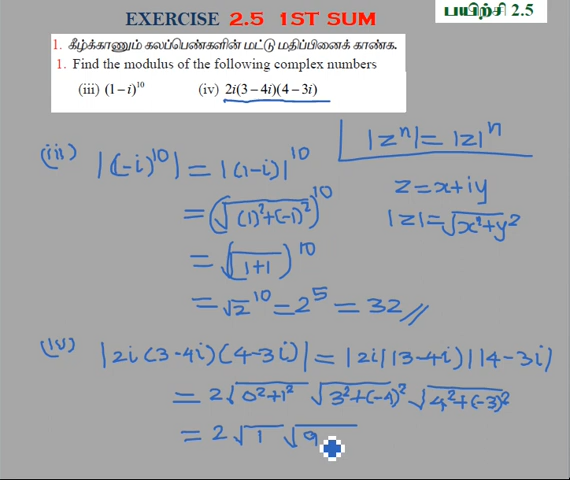 EXERCISE 2.5 1ST SUM
பயிற்சி 2.5
1. கீழ்க்காணும் கலப்பெண்களின் மட்டு மதிப்பினைக் காண்க.
1. Find the modulus of the following complex numbers
(iii) (1 – i)¹⁰ (iv) 2i(3 – 4i)(4 – 3i)
|zⁿ| = |z|ⁿ
(iii) |(-i)¹⁰| = |(1-i)|¹⁰
z = x+iy
= (√((1)²+(-1)²))¹⁰
|z| = √(x²+y²)
= (√(1+1))¹⁰
= √2¹⁰ = 2⁵ = 32 //
(iv) |2i(3-4i)(4-3i)| = |2i||3-4i||4-3i|
= 2√(0²+1²) √(3²+(-4)²) √(4²+(-3)²)
= 2√1 √9